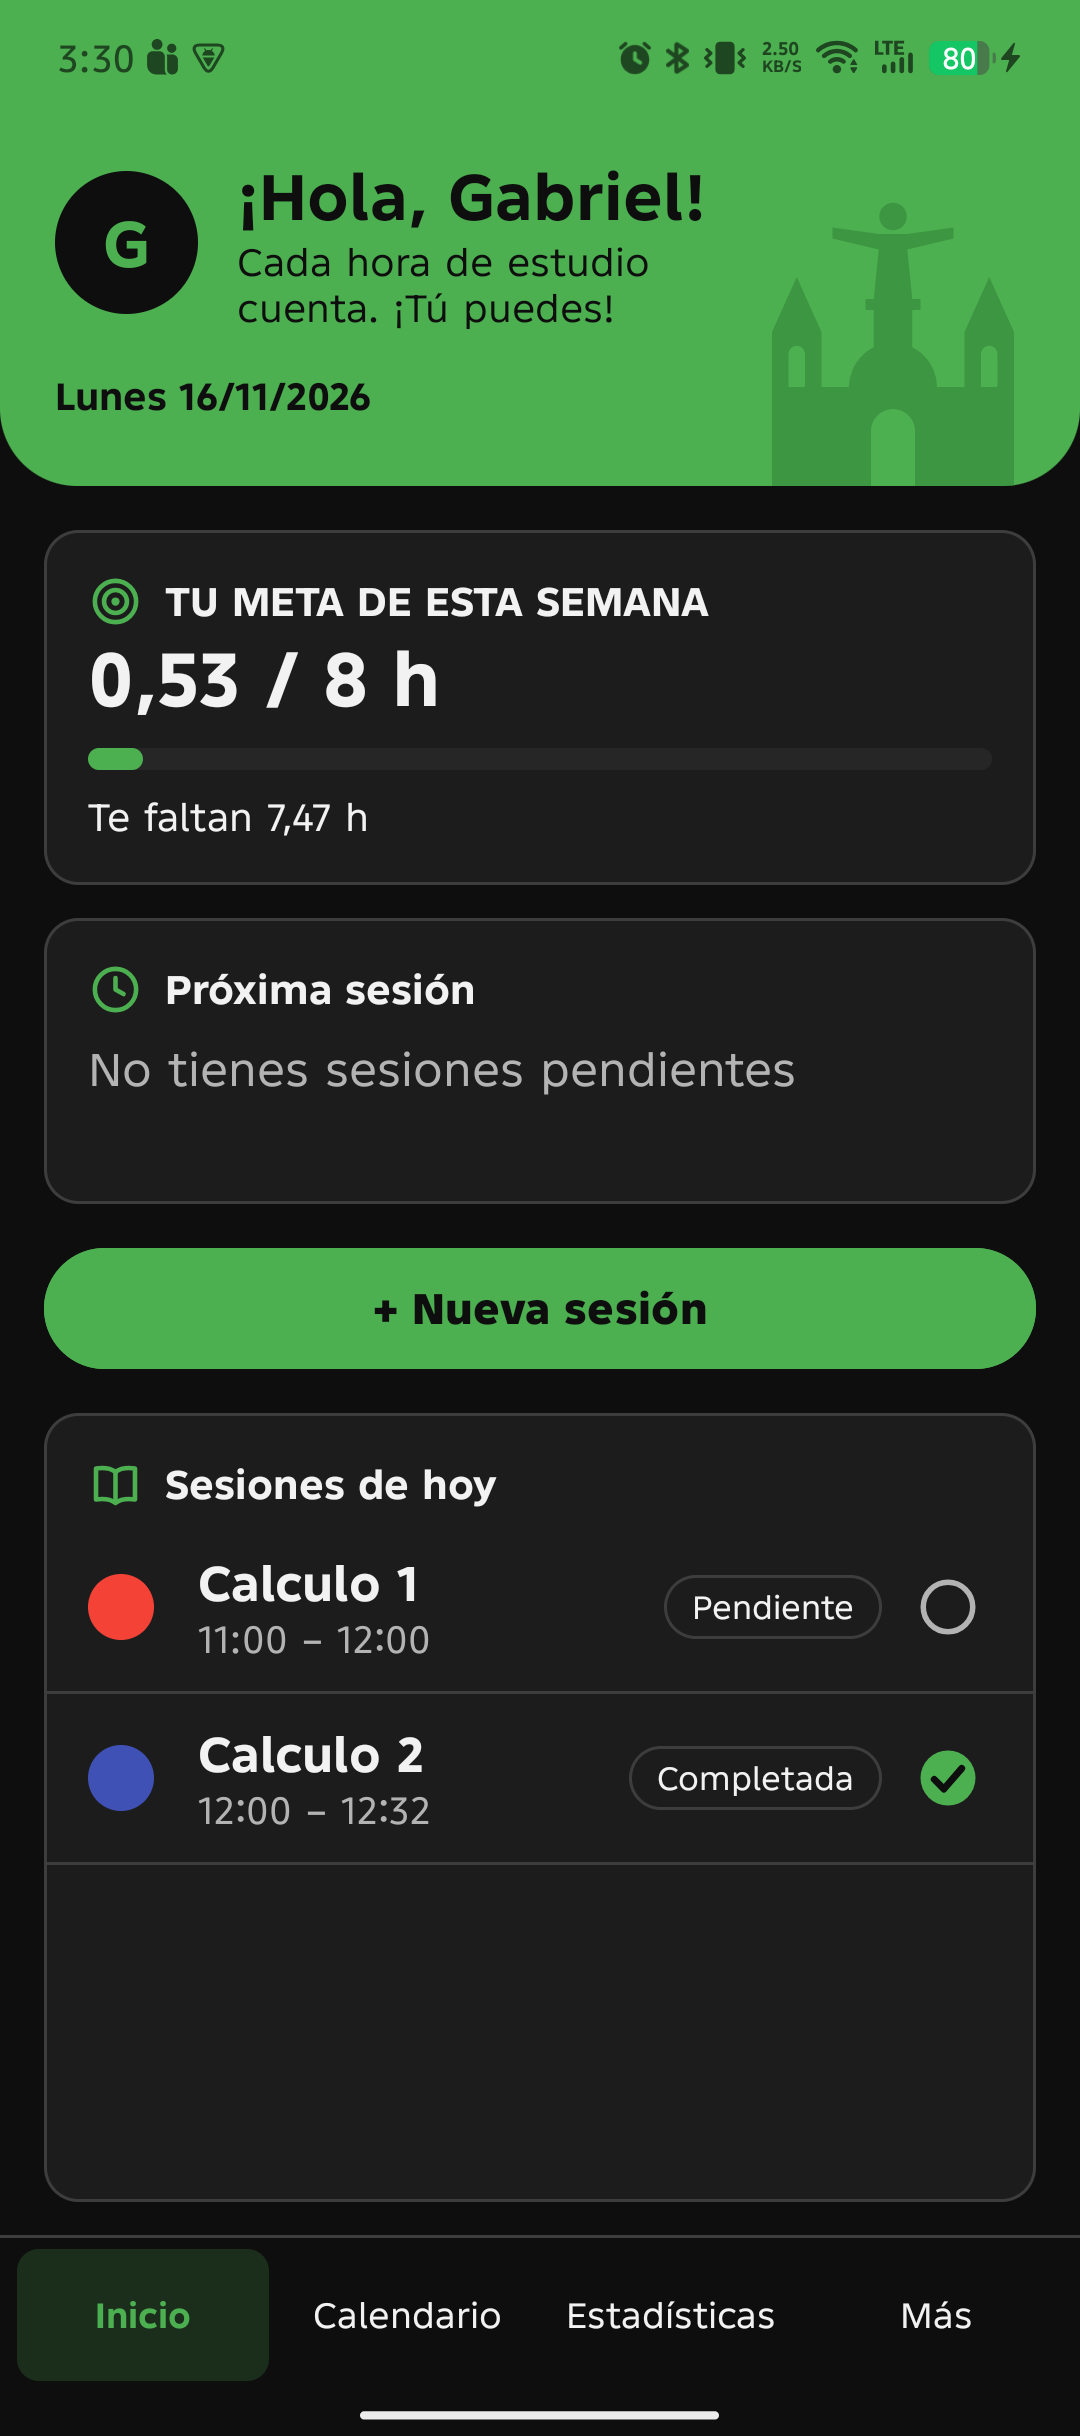 3:30
2.50
KB/S
LTE
80
G
¡Hola, Gabriel!
Cada hora de estudio
cuenta. ¡Tú puedes!
Lunes 16/11/2026
TU META DE ESTA SEMANA
0,53 / 8 h
Te faltan 7,47 h
Próxima sesión
No tienes sesiones pendientes
+ Nueva sesión
Sesiones de hoy
Calculo 1
11:00 – 12:00
Pendiente
Calculo 2
12:00 – 12:32
Completada
Inicio
Calendario
Estadísticas
Más